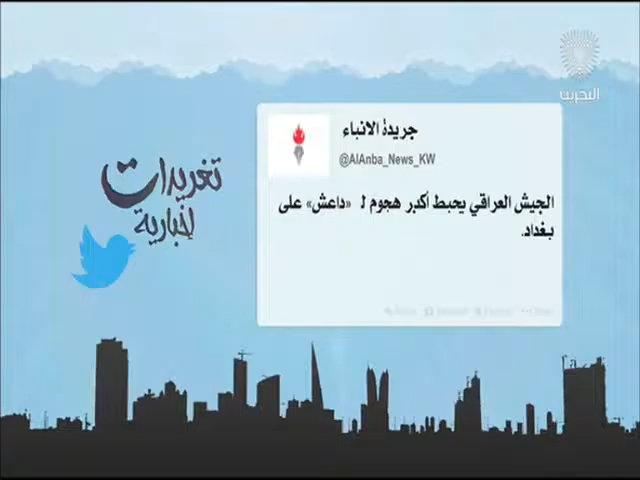 البحرين
جريدة الانباء
@AlAnba_News_KW
تغريدات
إخبارية
الجيش العراقي يحبط أكبر هجوم لـ «داعش» على
بغداد.